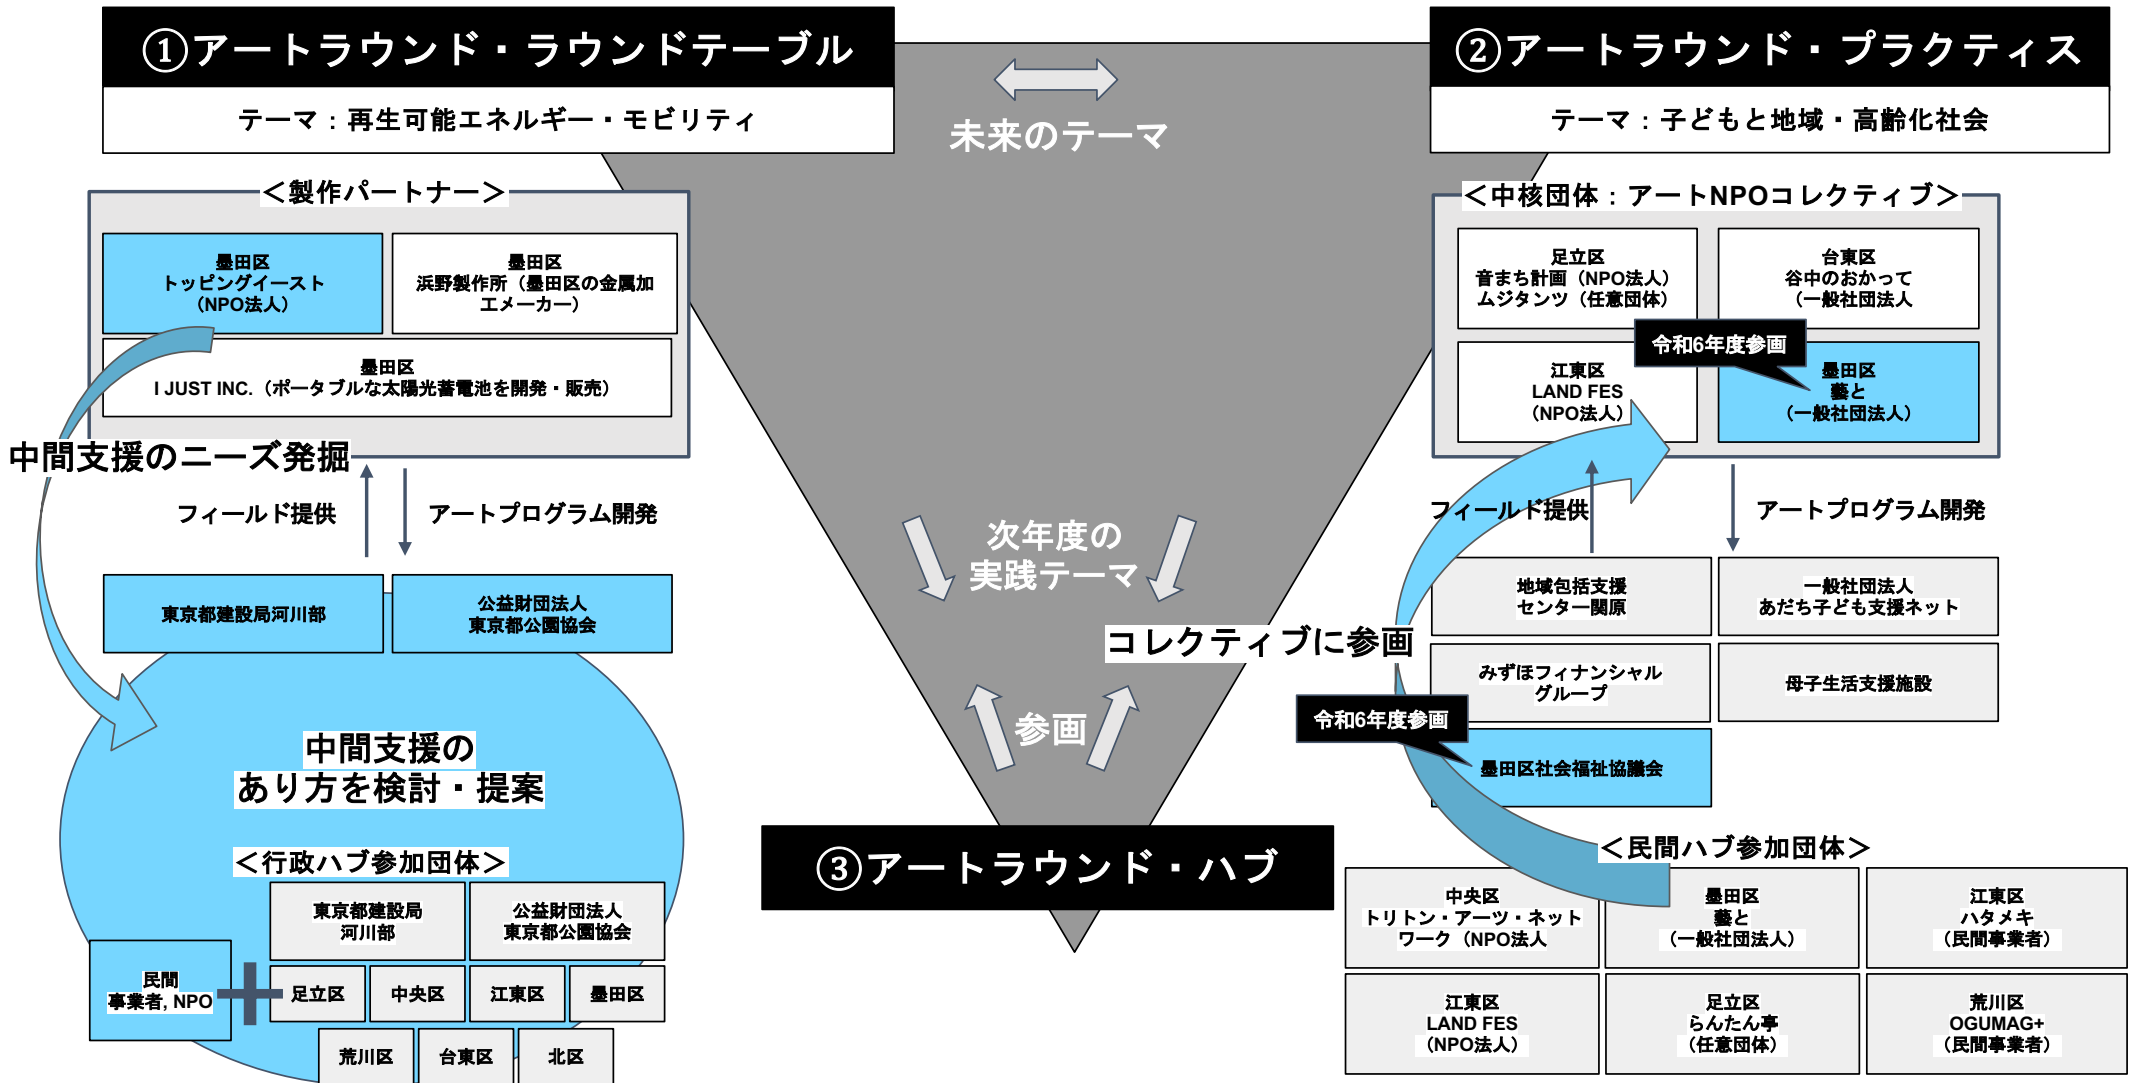 ①アートラウンド・ラウンドテーブル
テーマ：再生可能エネルギー・モビリティ
＜製作パートナー＞
墨田区
トッピングイースト
（NPO法人）
墨田区
浜野製作所（墨田区の金属加
工メーカー）
墨田区
I JUST INC.（ポータブルな太陽光蓄電池を開発・販売）
中間支援のニーズ発掘
フィールド提供
アートプログラム開発
東京都建設局河川部
公益財団法人
東京都公園協会
中間支援の
あり方を検討・提案
＜行政ハブ参加団体＞
東京都建設局
河川部
公益財団法人
東京都公園協会
民間
事業者, NPO
足立区
中央区
江東区
墨田区
荒川区
台東区
北区
未来のテーマ
次年度の
実践テーマ
参画
③アートラウンド・ハブ
②アートラウンド・プラクティス
テーマ：子どもと地域・高齢化社会
＜中核団体：アートNPOコレクティブ＞
足立区
音まち計画（NPO法人）
ムジタンツ（任意団体）
台東区
谷中のおかって
（一般社団法人
令和6年度参画
江東区
LAND FES
（NPO法人）
墨田区
藝と
（一般社団法人）
フィールド提供
アートプログラム開発
コレクティブに参画
地域包括支援
センター関原
一般社団法人
あだち子ども支援ネット
みずほフィナンシャル
グループ
母子生活支援施設
令和6年度参画
墨田区社会福祉協議会
＜民間ハブ参加団体＞
中央区
トリトン・アーツ・ネット
ワーク（NPO法人
墨田区
藝と
（一般社団法人）
江東区
ハタメキ
（民間事業者）
江東区
LAND FES
（NPO法人）
足立区
らんたん亭
（任意団体）
荒川区
OGUMAG+
（民間事業者）